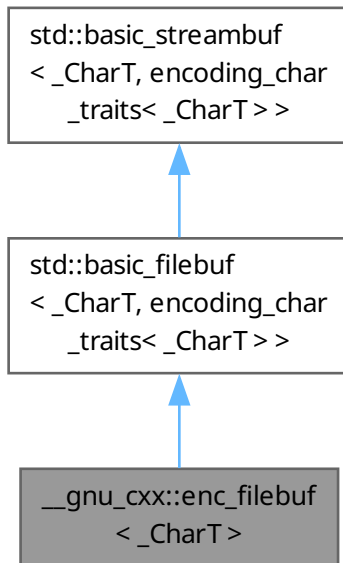 std::basic_streambuf
< _CharT, encoding_char
_traits< _CharT > >
std::basic_filebuf
< _CharT, encoding_char
_traits< _CharT > >
__gnu_cxx::enc_filebuf
< _CharT >